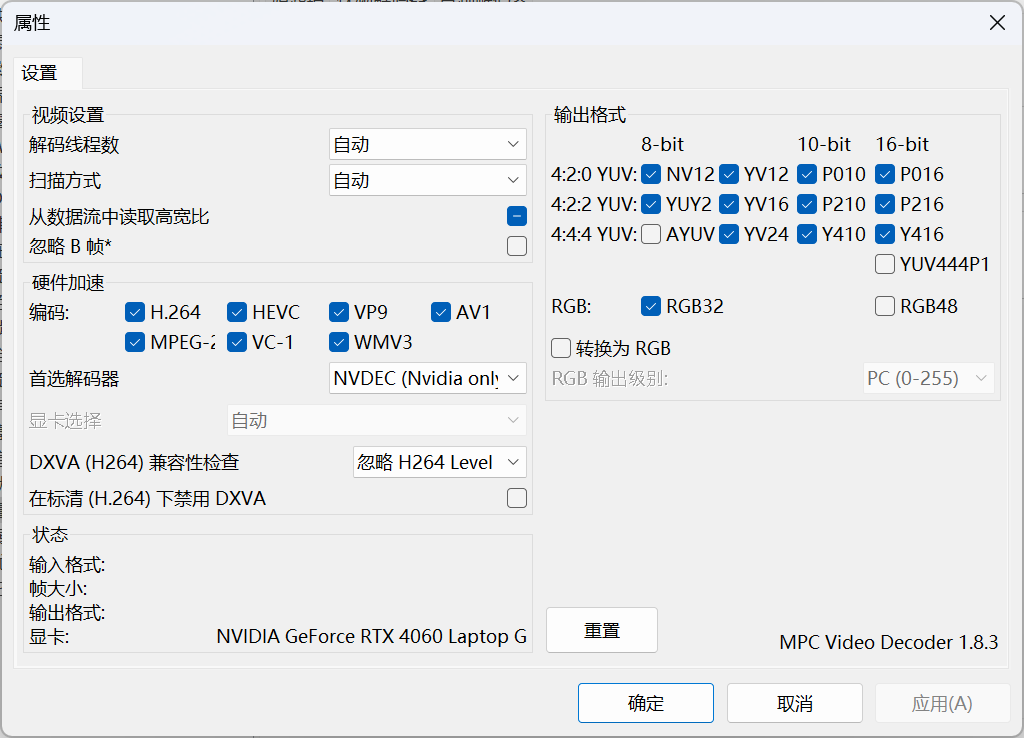 属性
设置
视频设置
解码线程数 自动
扫描方式 自动
从数据流中读取高宽比
忽略 B 帧*
硬件加速
编码: H.264 HEVC VP9 AV1
MPEG-2 VC-1 WMV3
首选解码器 NVDEC (Nvidia only
显卡选择 自动
DXVA (H264) 兼容性检查 忽略 H264 Level
在标清 (H.264) 下禁用 DXVA
状态
输入格式:
帧大小:
输出格式:
显卡: NVIDIA GeForce RTX 4060 Laptop G
输出格式
8-bit 10-bit 16-bit
4:2:0 YUV: NV12 YV12 P010 P016
4:2:2 YUV: YUY2 YV16 P210 P216
4:4:4 YUV: AYUV YV24 Y410 Y416
YUV444P1
RGB: RGB32 RGB48
转换为 RGB
RGB 输出级别: PC (0-255)
重置
MPC Video Decoder 1.8.3
确定 取消 应用(A)